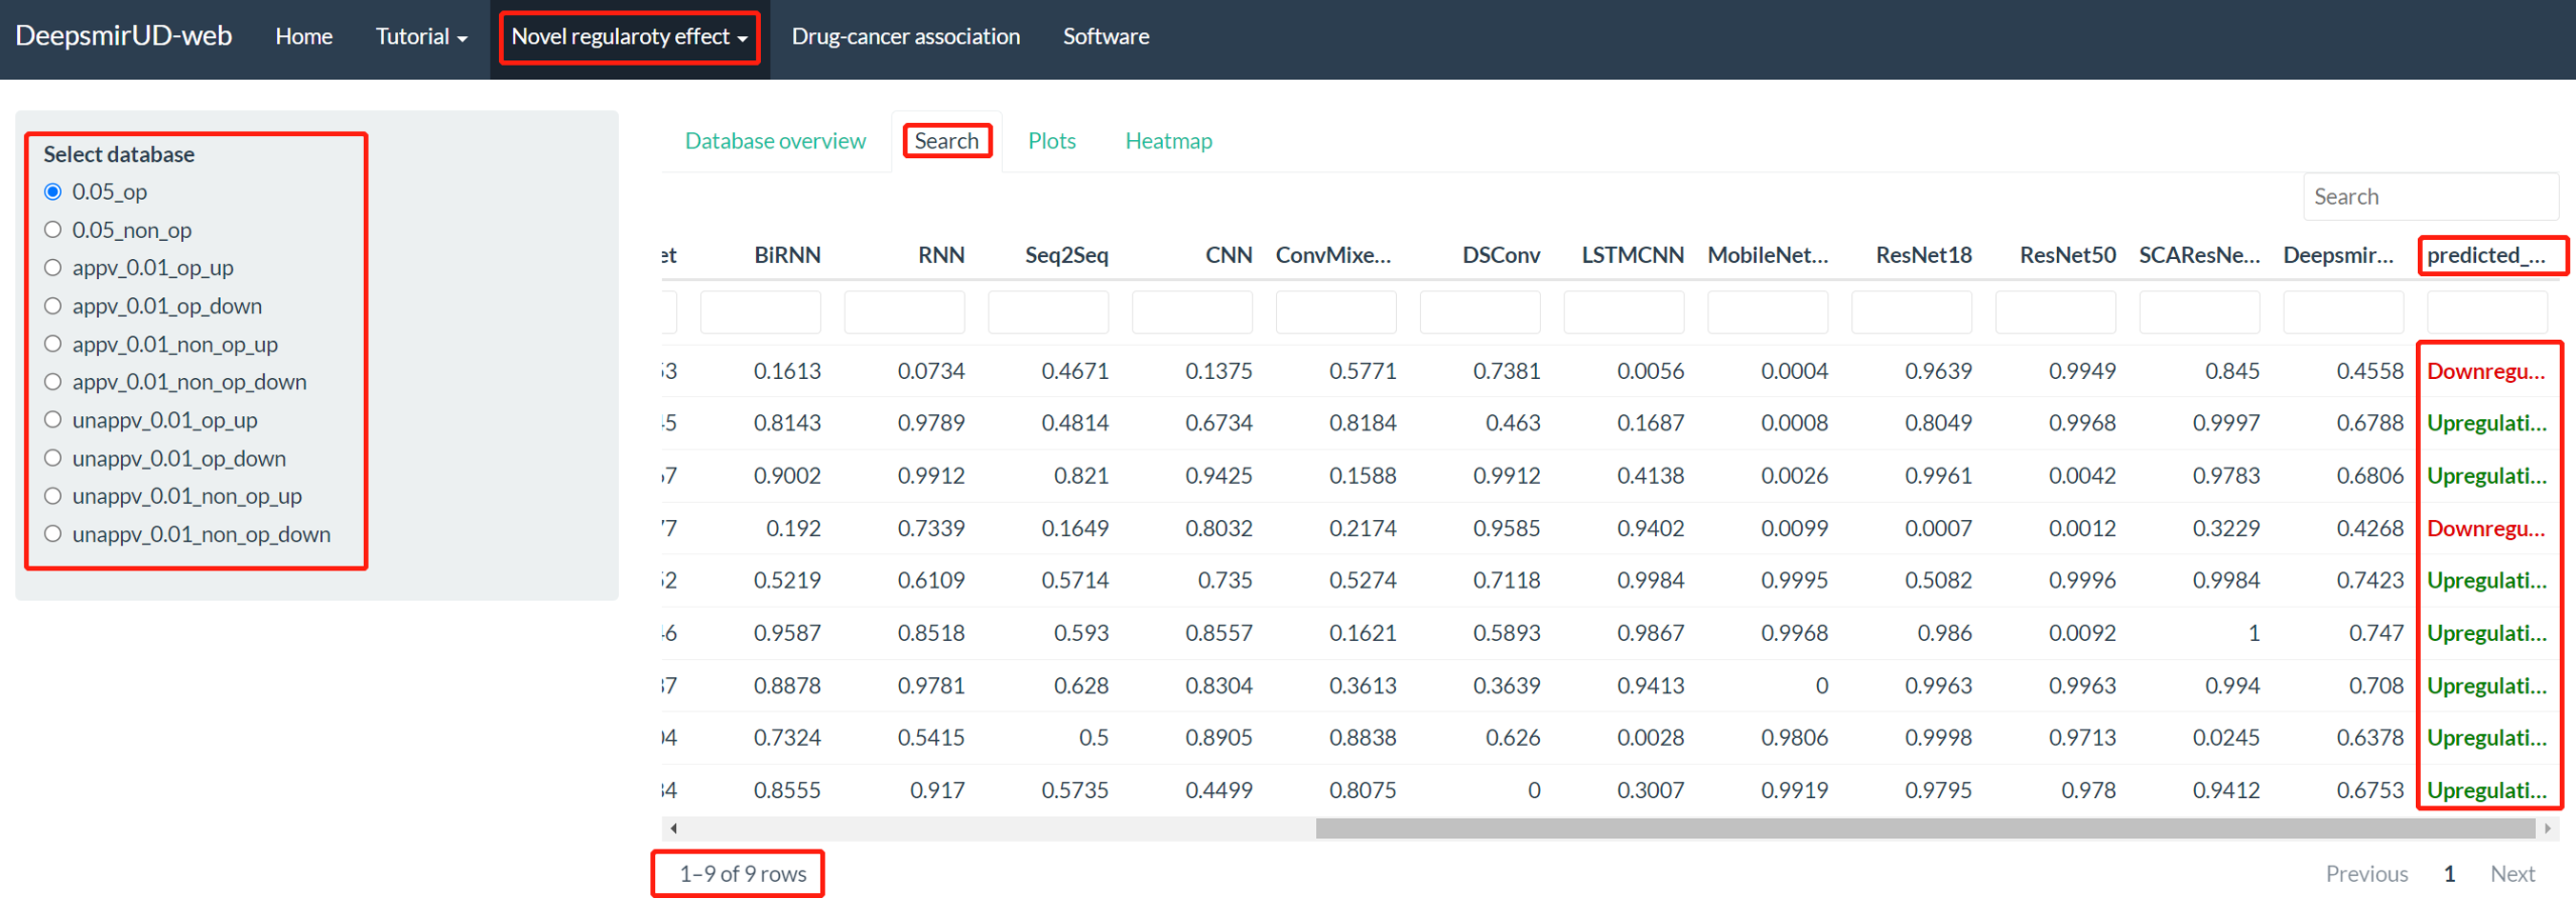 DeepsmirUD-web Home Tutorial Novel regularoty effect Drug-cancer association Software
Select database
0.05_op
0.05_non_op
appv_0.01_op_up
appv_0.01_op_down
appv_0.01_non_op_up
appv_0.01_non_op_down
unappv_0.01_op_up
unappv_0.01_op_down
unappv_0.01_non_op_up
unappv_0.01_non_op_down
Database overview Search Plots Heatmap
Search
et BiRNN RNN Seq2Seq CNN ConvMixe... DSConv LSTMCNN MobileNet... ResNet18 ResNet50 SCAResNe... Deepsmir... predicted_...
53 0.1613 0.0734 0.4671 0.1375 0.5771 0.7381 0.0056 0.0004 0.9639 0.9949 0.845 0.4558 Downregu...
45 0.8143 0.9789 0.4814 0.6734 0.8184 0.463 0.1687 0.0008 0.8049 0.9968 0.9997 0.6788 Upregulati...
57 0.9002 0.9912 0.821 0.9425 0.1588 0.9912 0.4138 0.0026 0.9961 0.0042 0.9783 0.6806 Upregulati...
77 0.192 0.7339 0.1649 0.8032 0.2174 0.9585 0.9402 0.0099 0.0007 0.0012 0.3229 0.4268 Downregu...
52 0.5219 0.6109 0.5714 0.735 0.5274 0.7118 0.9984 0.9995 0.5082 0.9996 0.9984 0.7423 Upregulati...
46 0.9587 0.8518 0.593 0.8557 0.1621 0.5893 0.9867 0.9968 0.986 0.0092 1 0.747 Upregulati...
37 0.8878 0.9781 0.628 0.8304 0.3613 0.3639 0.9413 0 0.9963 0.9963 0.994 0.708 Upregulati...
04 0.7324 0.5415 0.5 0.8905 0.8838 0.626 0.0028 0.9806 0.9998 0.9713 0.0245 0.6378 Upregulati...
34 0.8555 0.917 0.5735 0.4499 0.8075 0 0.3007 0.9919 0.9795 0.978 0.9412 0.6753 Upregulati...
1–9 of 9 rows
Previous 1 Next